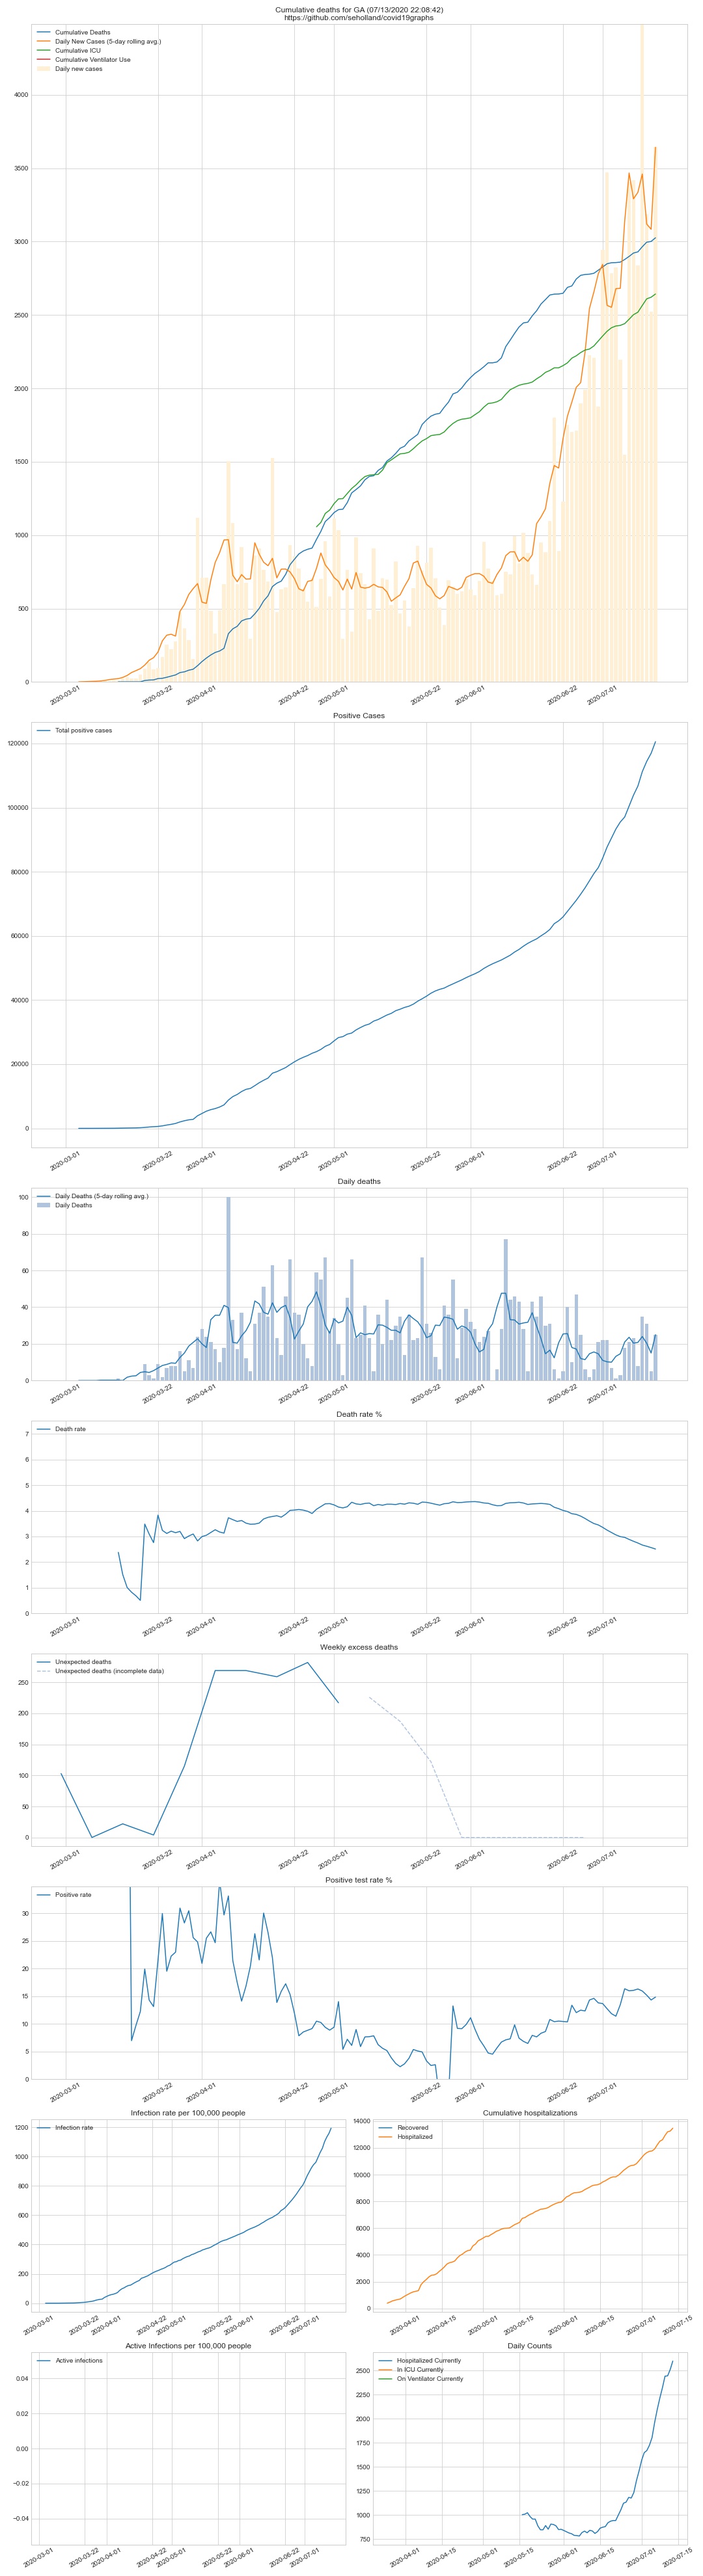 Cumulative deaths for GA (07/13/2020 22:08:42)
https://github.com/seholland/covid19graphs
Cumulative Deaths
Daily New Cases (5-day rolling avg.)
Cumulative ICU
Cumulative Ventilator Use
Daily new cases
4000
3500
3000
2500
2000
1500
1000
500
0
2020-03-01 2020-03-22 2020-04-01 2020-04-22 2020-05-01 2020-05-22 2020-06-01 2020-06-22 2020-07-01
Positive Cases
Total positive cases
120000
100000
80000
60000
40000
20000
0
2020-03-01 2020-03-22 2020-04-01 2020-04-22 2020-05-01 2020-05-22 2020-06-01 2020-06-22 2020-07-01
Daily deaths
Daily Deaths (5-day rolling avg.)
Daily Deaths
100
80
60
40
20
0
2020-03-01 2020-03-22 2020-04-01 2020-04-22 2020-05-01 2020-05-22 2020-06-01 2020-06-22 2020-07-01
Death rate %
Death rate
7
6
5
4
3
2
1
0
2020-03-01 2020-03-22 2020-04-01 2020-04-22 2020-05-01 2020-05-22 2020-06-01 2020-06-22 2020-07-01
Weekly excess deaths
Unexpected deaths
Unexpected deaths (incomplete data)
250
200
150
100
50
0
2020-03-01 2020-03-22 2020-04-01 2020-04-22 2020-05-01 2020-05-22 2020-06-01 2020-06-22 2020-07-01
Positive test rate %
Positive rate
30
25
20
15
10
5
0
2020-03-01 2020-03-22 2020-04-01 2020-04-22 2020-05-01 2020-05-22 2020-06-01 2020-06-22 2020-07-01
Infection rate per 100,000 people
Infection rate
1200
1000
800
600
400
200
0
2020-03-01 2020-03-22 2020-04-01 2020-04-22 2020-05-01 2020-05-22 2020-06-01 2020-06-22 2020-07-01
Cumulative hospitalizations
Recovered
Hospitalized
14000
12000
10000
8000
6000
4000
2000
0
2020-04-01 2020-04-15 2020-05-01 2020-05-15 2020-06-01 2020-06-15 2020-07-01 2020-07-15
Active Infections per 100,000 people
Active infections
0.04
0.02
0.00
−0.02
−0.04
2020-03-01 2020-03-22 2020-04-01 2020-04-22 2020-05-01 2020-05-22 2020-06-01 2020-06-22 2020-07-01
Daily Counts
Hospitalized Currently
In ICU Currently
On Ventilator Currently
2500
2250
2000
1750
1500
1250
1000
750
2020-04-01 2020-04-15 2020-05-01 2020-05-15 2020-06-01 2020-06-15 2020-07-01 2020-07-15